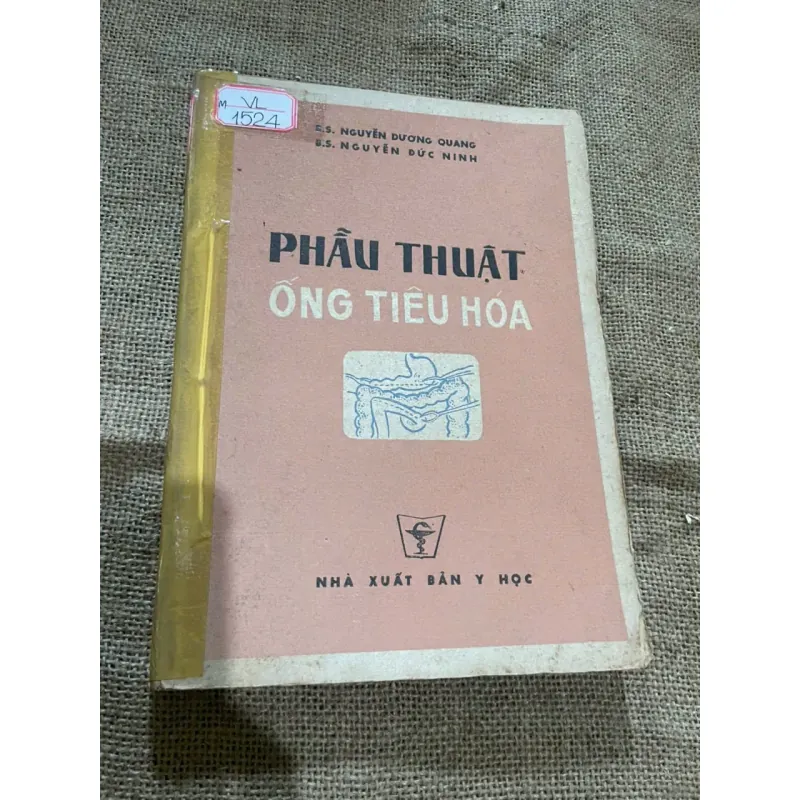 M VL
1524
B.S. NGUYỄN DƯƠNG QUANG
B.S. NGUYỄN ĐỨC NINH
PHẪU THUẬT
ỐNG TIÊU HÓA
NHÀ XUẤT BẢN Y HỌC